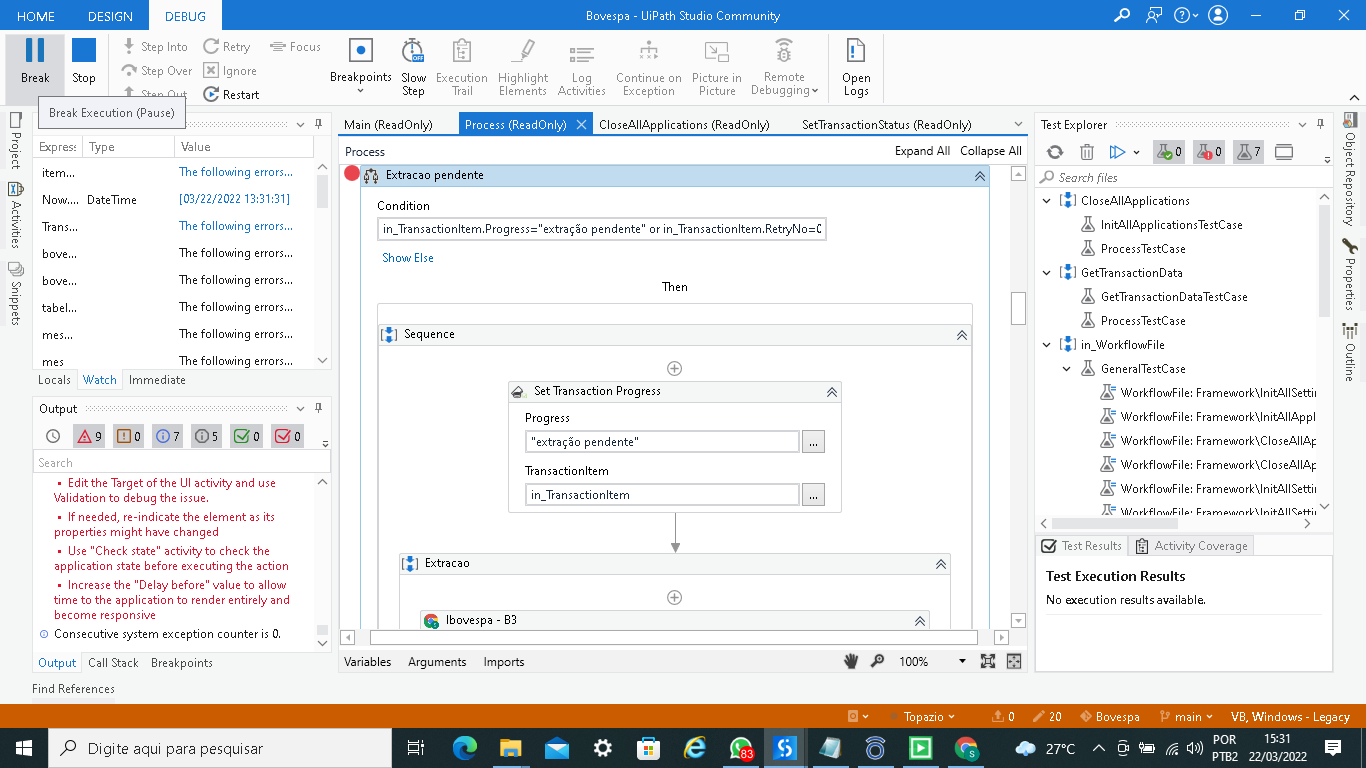 HOME DESIGN DEBUG Bovespa - UiPath Studio Community
Break Stop Step Into Step Over Step Out Retry Ignore Restart Focus
Breakpoints Slow Step Execution Trail Highlight Elements Log Activities Continue on Exception Picture in Picture Remote Debugging Open Logs
Break Execution (Pause)
Project
Activities
Snippets
Express Type Value
item... The following errors...
Now.... DateTime [03/22/2022 13:31:31]
Trans... The following errors...
bove... The following errors...
bove... The following errors...
tabel... The following errors...
mes... The following errors...
mes The following errors...
Locals Watch Immediate
Output
9 0 7 5 0 0
Search
▪ Edit the Target of the UI activity and use
Validation to debug the issue.
▪ If needed, re-indicate the element as its
properties might have changed
▪ Use "Check state" activity to check the
application state before executing the action
▪ Increase the "Delay before" value to allow
time to the application to render entirely and
become responsive
Consecutive system exception counter is 0.
Output Call Stack Breakpoints
Find References
Main (ReadOnly) Process (ReadOnly) CloseAllApplications (ReadOnly) SetTransactionStatus (ReadOnly)
Process Expand All Collapse All
Extracao pendente
Condition
in_TransactionItem.Progress="extração pendente" or in_TransactionItem.RetryNo=0
Show Else
Then
Sequence
Set Transaction Progress
Progress
"extração pendente" ...
TransactionItem
in_TransactionItem ...
Extracao
Ibovespa - B3
Variables Arguments Imports 100%
Test Explorer
0 0 7
Search files
CloseAllApplications
InitAllApplicationsTestCase
ProcessTestCase
GetTransactionData
GetTransactionDataTestCase
ProcessTestCase
in_WorkflowFile
GeneralTestCase
WorkflowFile: Framework\InitAllSettin
WorkflowFile: Framework\InitAllAppl
WorkflowFile: Framework\CloseAllAp
WorkflowFile: Framework\CloseAllAp
WorkflowFile: Framework\InitAllSettin
WorkflowFile: Framework\InitAllSettin
Test Results Activity Coverage
Test Execution Results
No execution results available.
Object Repository
Properties
Outline
Topazio 0 20 Bovespa main VB, Windows - Legacy
Digite aqui para pesquisar
83
S
27°C
POR
PTB2
15:31
22/03/2022